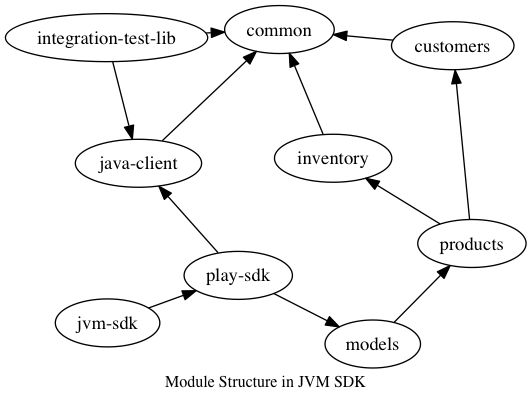 common
integration-test-lib
customers
java-client
inventory
products
play-sdk
jvm-sdk
models
Module Structure in JVM SDK